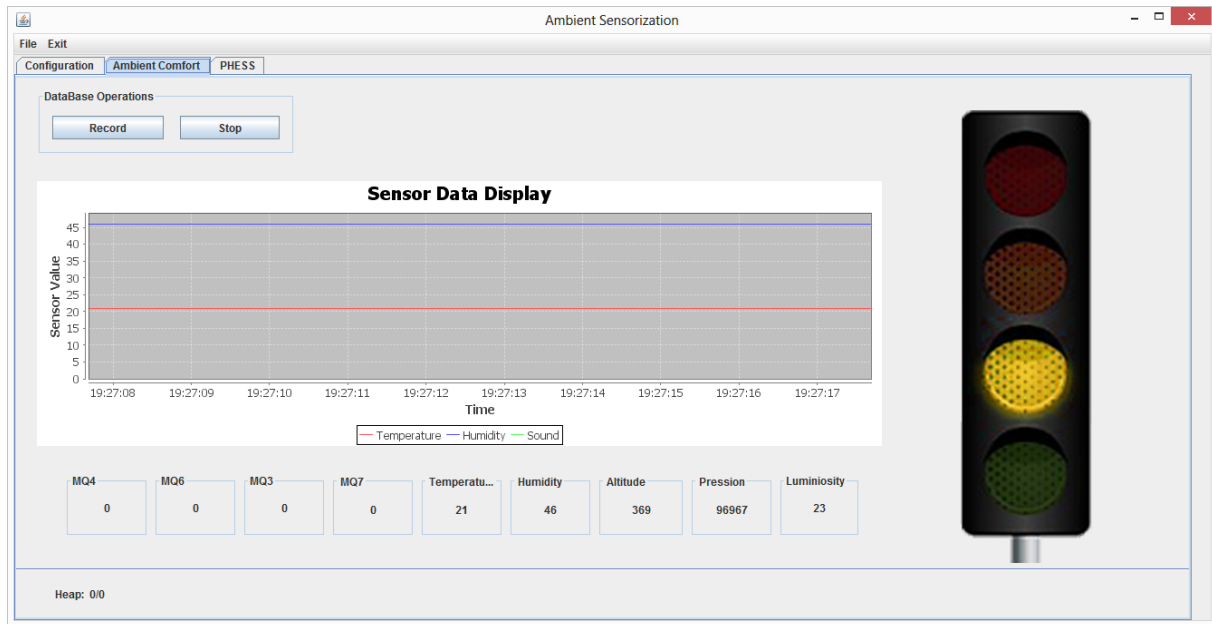 Ambient Sensorization
File Exit
Configuration Ambient Comfort PHESS
DataBase Operations
Record Stop
Sensor Data Display
Sensor Value
45
40
35
30
25
20
15
10
5
0
19:27:08 19:27:09 19:27:10 19:27:11 19:27:12 19:27:13 19:27:14 19:27:15 19:27:16 19:27:17
Time
Temperature Humidity Sound
MQ4 MQ6 MQ3 MQ7 Temperatu... Humidity Altitude Pression Luminiosity
0 0 0 0 21 46 369 96967 23
Heap: 0/0